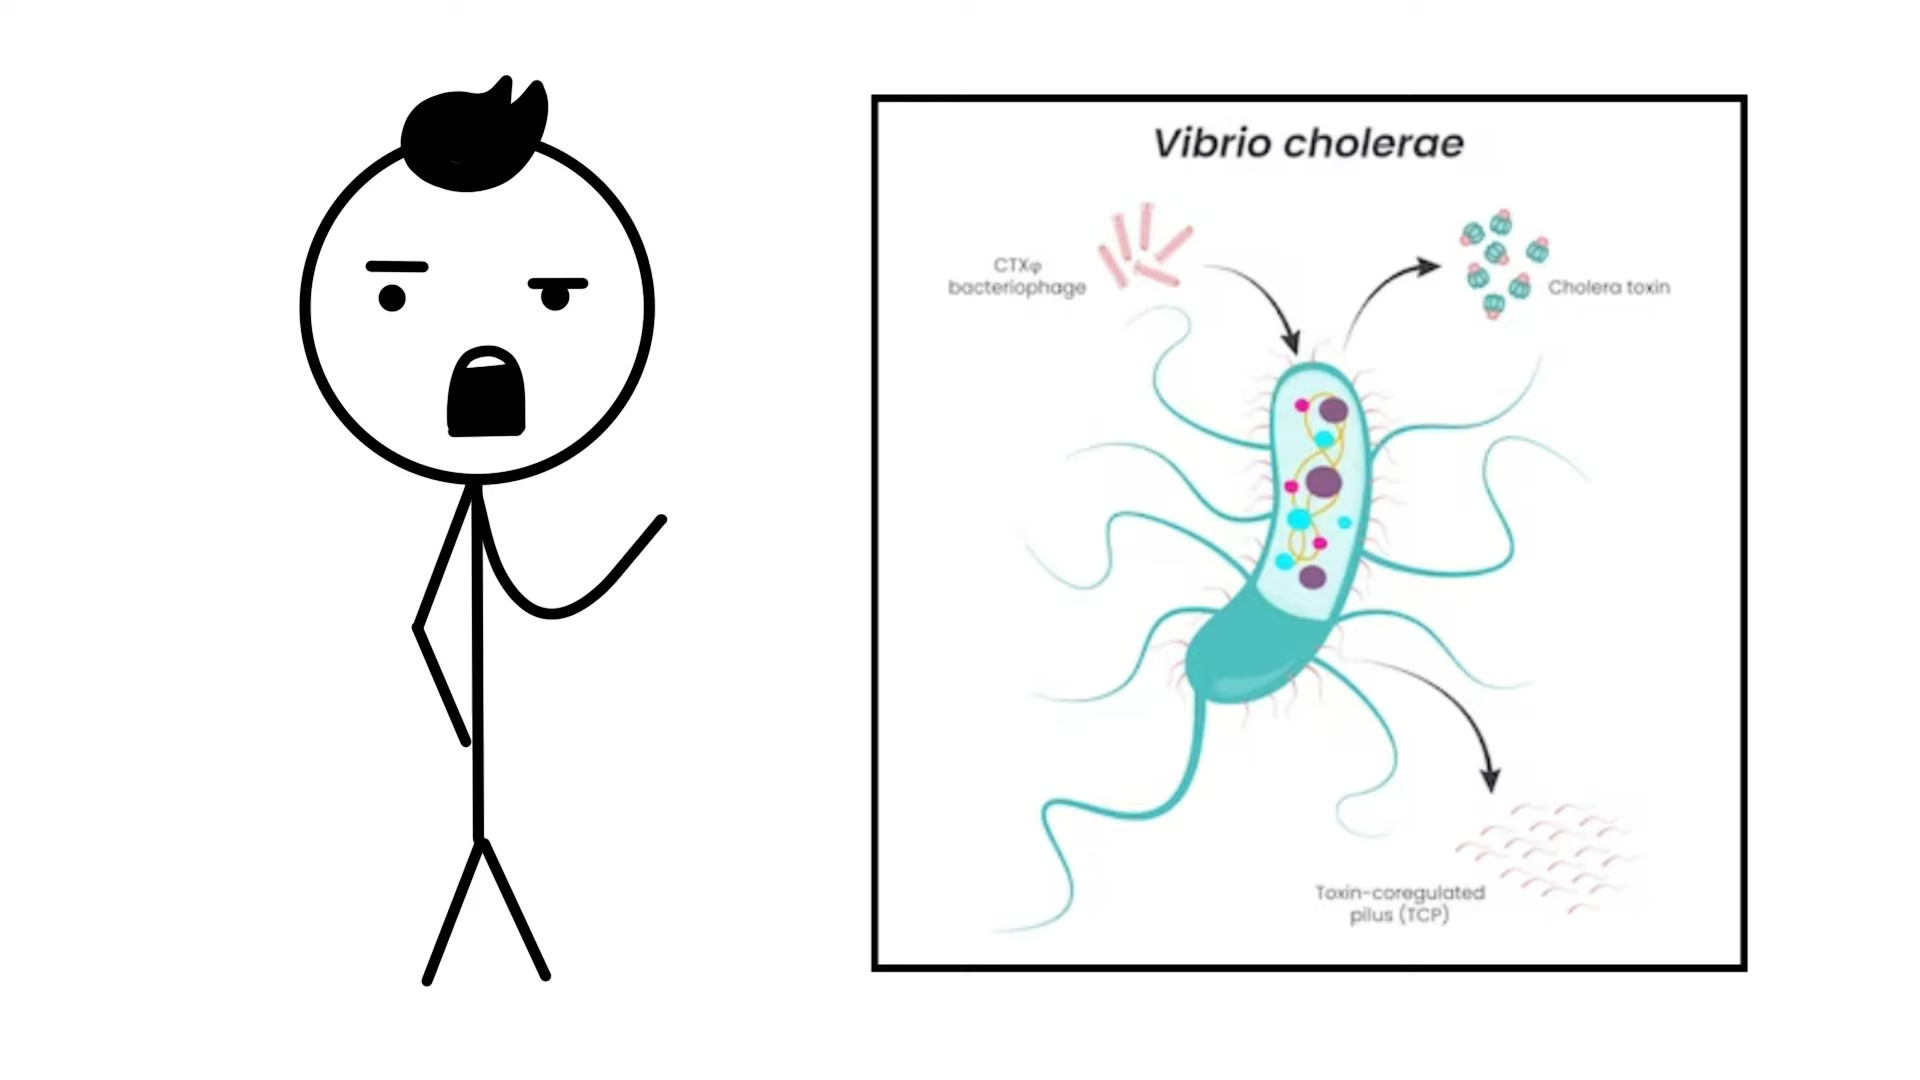 Vibrio cholerae
CTXφ
bacteriophage
Cholera toxin
Toxin-coregulated
pilus (TCP)